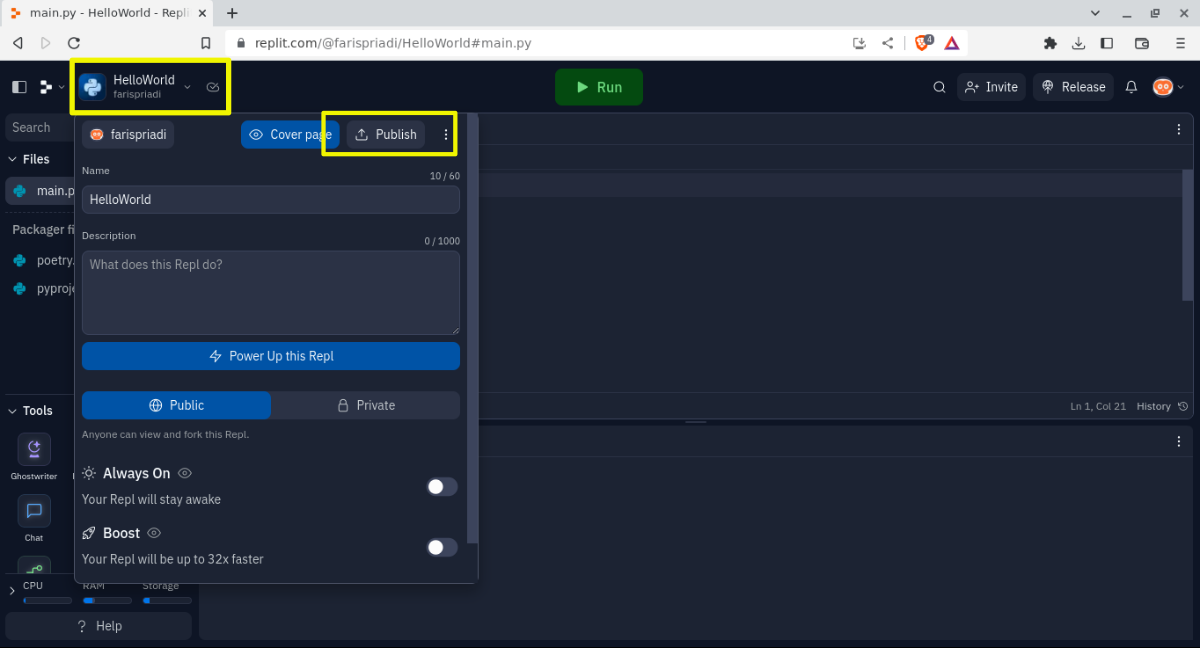 main.py - HelloWorld - Repli
replit.com/@farispriadi/HelloWorld#main.py
4
HelloWorld
farispriadi
Run
Invite
Release
Search
farispriadi
Cover page
Publish
Files
Name
10 / 60
main.p
HelloWorld
Packager fi
Description
0 / 1000
poetry.
What does this Repl do?
pyproje
Power Up this Repl
Public
Private
Ln 1, Col 21
History
Tools
Anyone can view and fork this Repl.
Always On
Ghostwriter
Your Repl will stay awake
Boost
Chat
Your Repl will be up to 32x faster
CPU
RAM
Storage
? Help